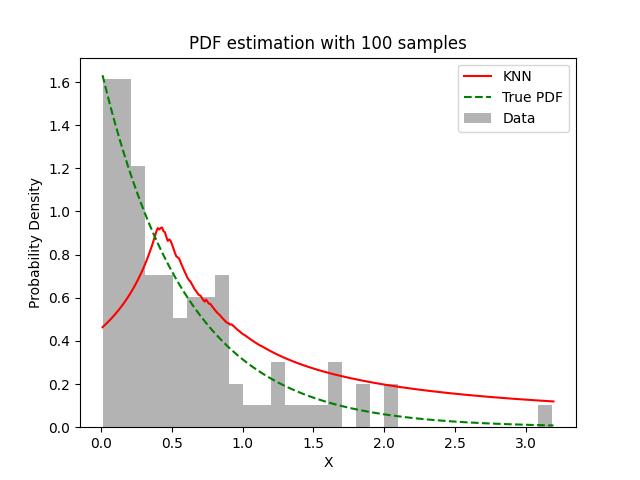 PDF estimation with 100 samples
KNN
True PDF
Data
Probability Density
1.6
1.4
1.2
1.0
0.8
0.6
0.4
0.2
0.0
0.0 0.5 1.0 1.5 2.0 2.5 3.0
X